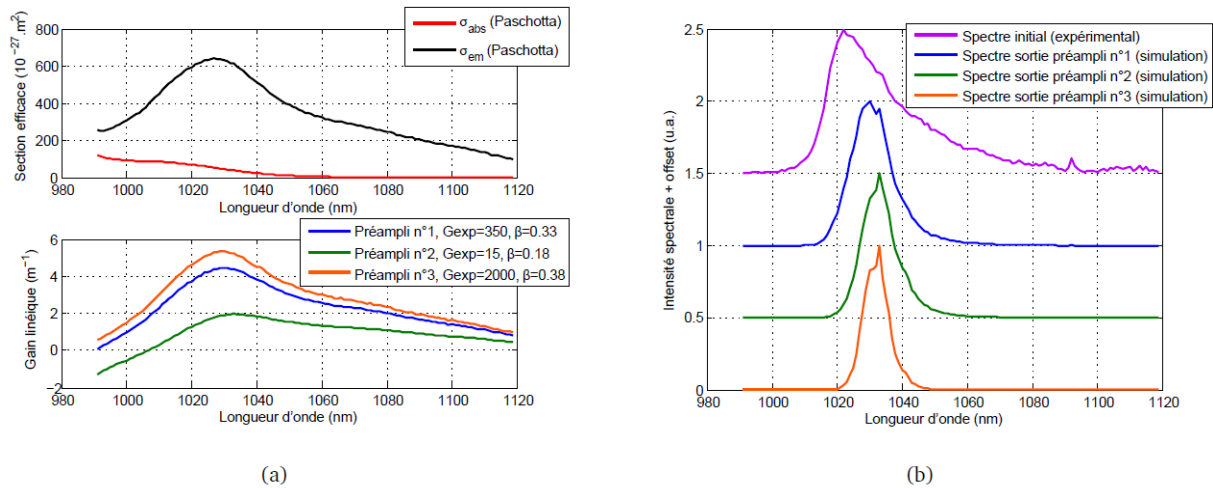 800
600
400
200
0
Section efficace (10⁻²⁷.m²)
σabs (Paschotta)
σem (Paschotta)
980 1000 1020 1040 1060 1080 1100 1120
Longueur d'onde (nm)
6
4
2
0
−2
Gain linéique (m⁻¹)
Préampli n°1, Gexp=350, β=0.33
Préampli n°2, Gexp=15, β=0.18
Préampli n°3, Gexp=2000, β=0.38
980 1000 1020 1040 1060 1080 1100 1120
Longueur d'onde (nm)
(a)
2.5
2
1.5
1
0.5
0
Intensité spectrale + offset (u.a.)
Spectre initial (expérimental)
Spectre sortie préampli n°1 (simulation)
Spectre sortie préampli n°2 (simulation)
Spectre sortie préampli n°3 (simulation)
980 1000 1020 1040 1060 1080 1100 1120
Longueur d'onde (nm)
(b)